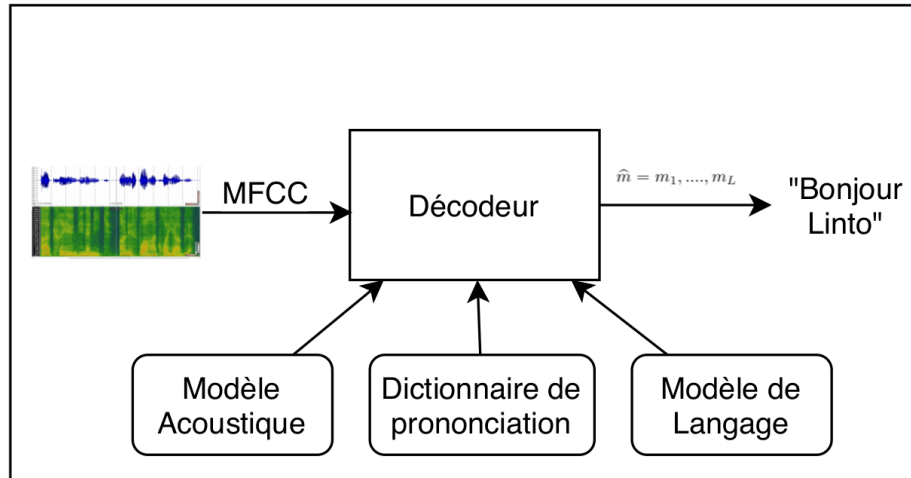 MFCC
Décodeur
m̂ = m₁, ...., m_L
"Bonjour
Linto"
Modèle
Acoustique
Dictionnaire de
prononciation
Modèle de
Langage